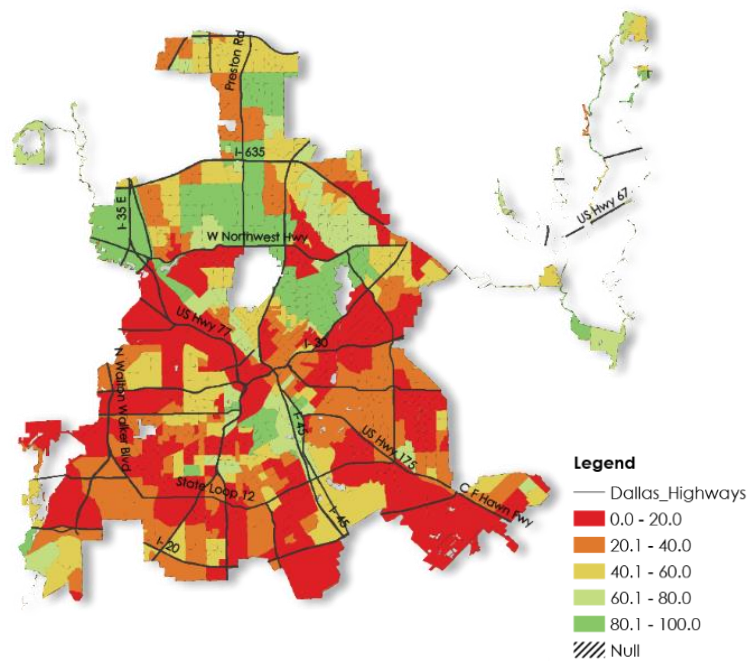 Preston Rd
I-635
I-35 E
W Northwest Hwy
US Hwy 67
US Hwy 77
I-30
N Walton Walker Blvd
I-45
US Hwy 175
State Loop 12
C F Hawn Fwy
I-45
I-20
Legend
Dallas_Highways
0.0 - 20.0
20.1 - 40.0
40.1 - 60.0
60.1 - 80.0
80.1 - 100.0
Null